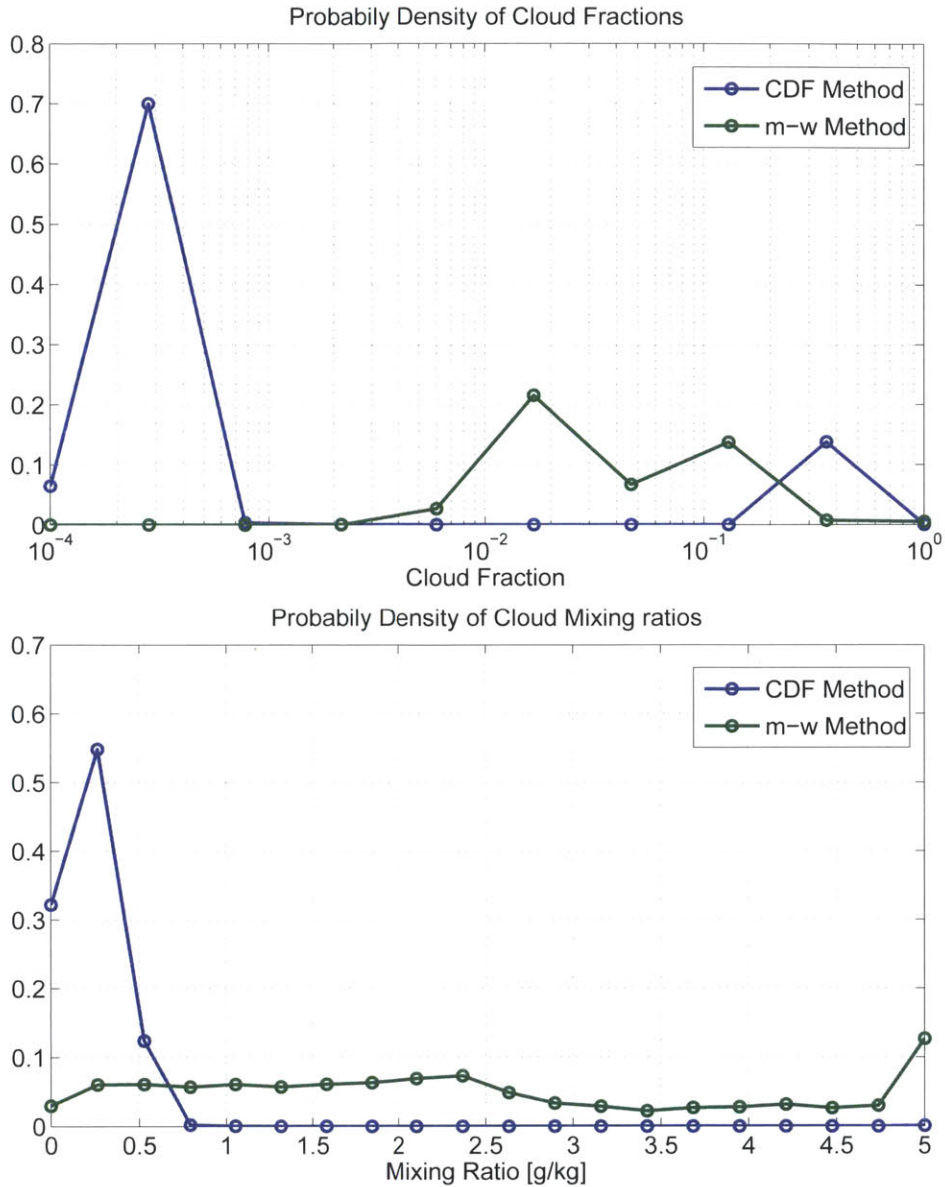 Probabily Density of Cloud Fractions
0.8
0.7
0.6
0.5
0.4
0.3
0.2
0.1
0
CDF Method
m−w Method
10⁻⁴ 10⁻³ 10⁻² 10⁻¹ 10⁰
Cloud Fraction
Probabily Density of Cloud Mixing ratios
0.7
0.6
0.5
0.4
0.3
0.2
0.1
0
CDF Method
m−w Method
0 0.5 1 1.5 2 2.5 3 3.5 4 4.5 5
Mixing Ratio [g/kg]